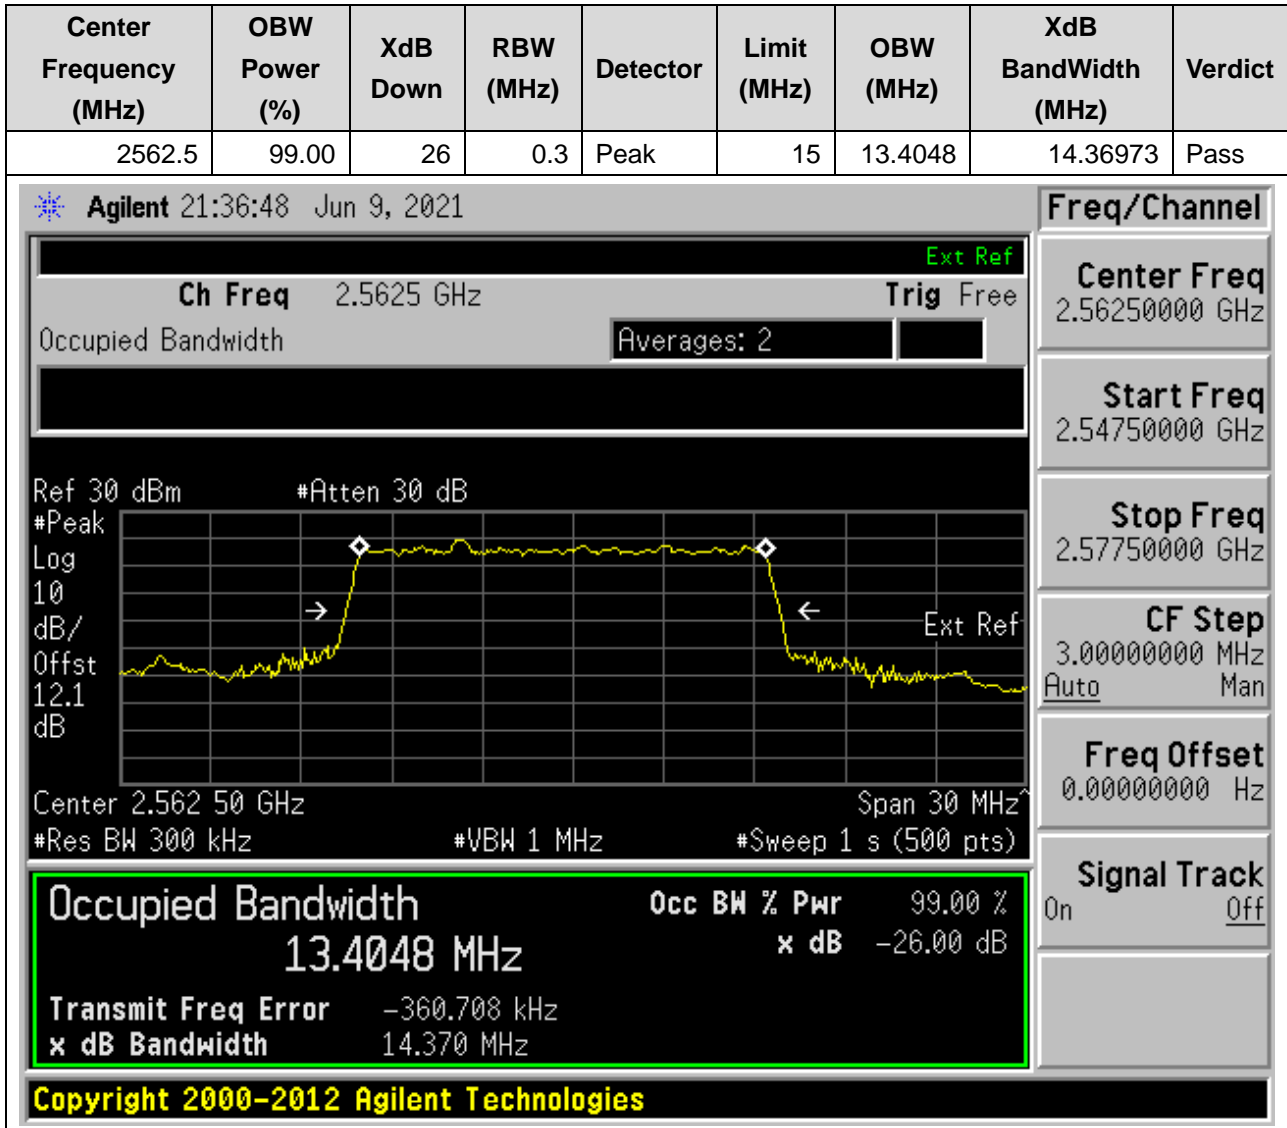 Center Frequency (MHz) OBW Power (%) XdB Down RBW (MHz) Detector Limit (MHz) OBW (MHz) XdB BandWidth (MHz) Verdict
2562.5 99.00 26 0.3 Peak 15 13.4048 14.36973 Pass
Agilent 21:36:48 Jun 9, 2021
Ext Ref
Ch Freq 2.5625 GHz Trig Free
Occupied Bandwidth Averages: 2
Ref 30 dBm #Atten 30 dB
#Peak
Log
10
dB/
Offst
12.1
dB
Ext Ref
Center 2.562 50 GHz Span 30 MHz^
#Res BW 300 kHz #VBW 1 MHz #Sweep 1 s (500 pts)
Occupied Bandwidth
13.4048 MHz
Occ BW % Pwr 99.00 %
x dB -26.00 dB
Transmit Freq Error -360.708 kHz
x dB Bandwidth 14.370 MHz
Copyright 2000-2012 Agilent Technologies
Freq/Channel
Center Freq
2.56250000 GHz
Start Freq
2.54750000 GHz
Stop Freq
2.57750000 GHz
CF Step
3.00000000 MHz
Auto Man
Freq Offset
0.00000000 Hz
Signal Track
On Off